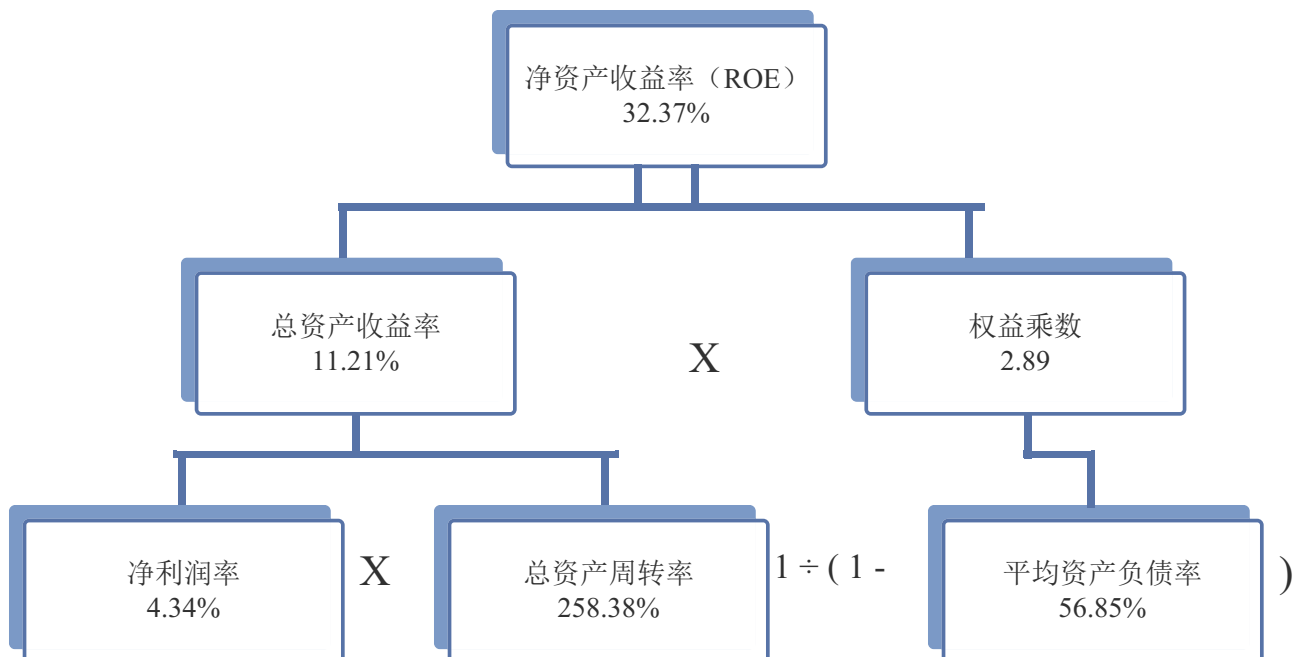 净资产收益率（ROE）
32.37%
总资产收益率
11.21%
X
权益乘数
2.89
净利润率
4.34%
X
总资产周转率
258.38%
1 ÷ ( 1 -
平均资产负债率
56.85%
)